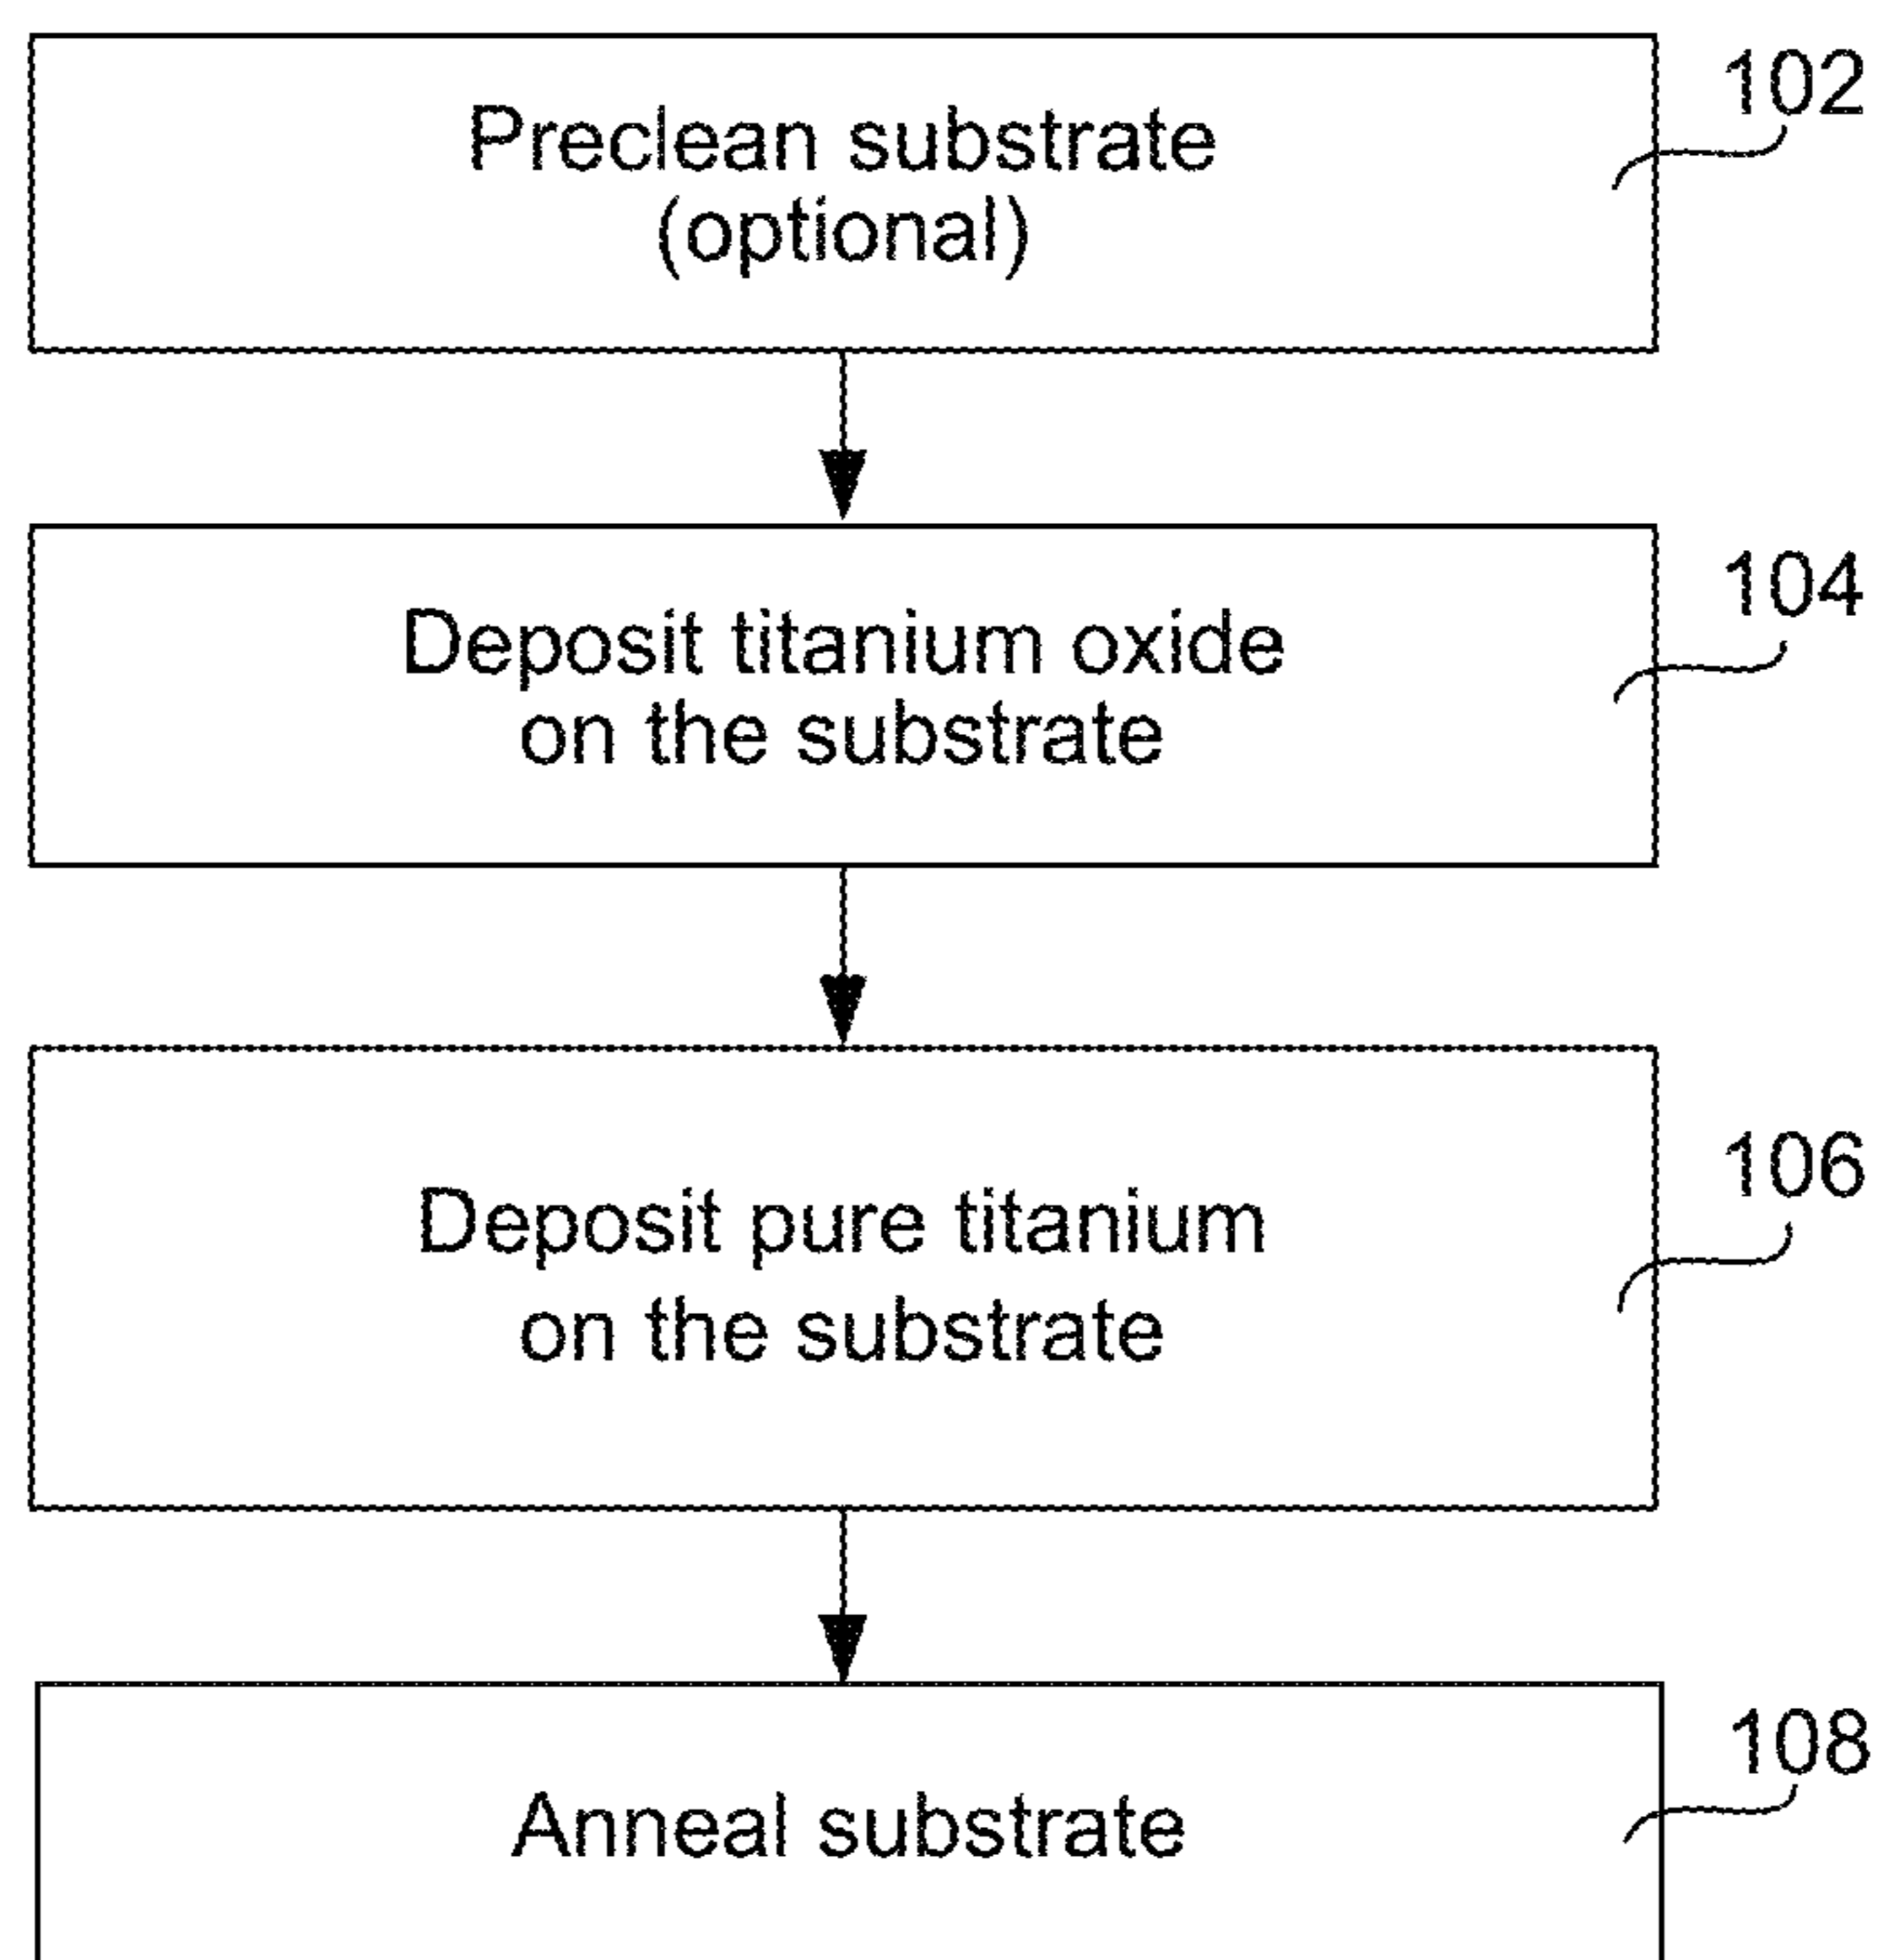 102
Preclean substrate
(optional)
104
Deposit titanium oxide
on the substrate
106
Deposit pure titanium
on the substrate
108
Anneal substrate